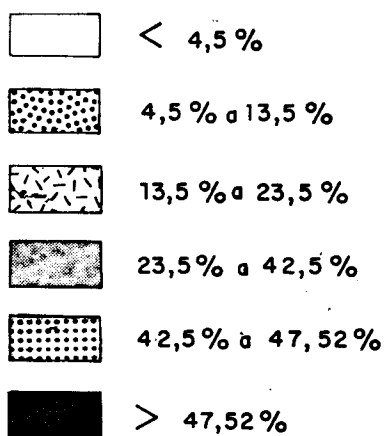 < 4,5 %
4,5 % a 13,5 %
13,5 % a 23,5 %
23,5 % a 42,5 %
42,5 % a 47,52 %
> 47,52 %